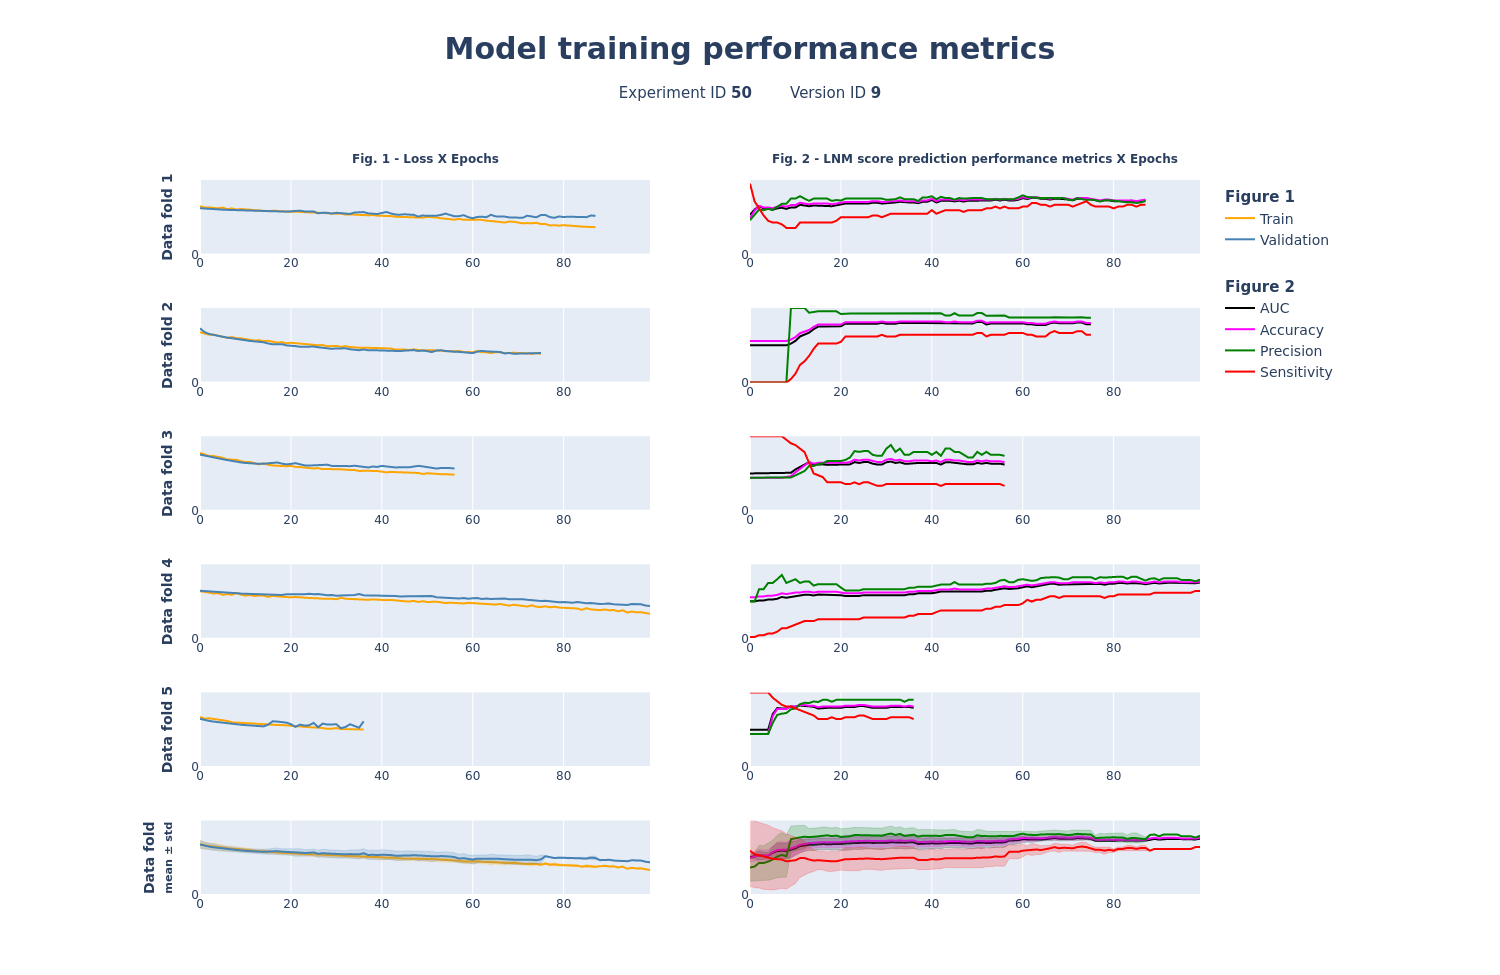 Model training performance metrics
Experiment ID 50 Version ID 9
Fig. 1 - Loss X Epochs
Fig. 2 - LNM score prediction performance metrics X Epochs
Data fold 1
0
0 20 40 60 80
0
0 20 40 60 80
Figure 1
Train
Validation
Figure 2
AUC
Accuracy
Precision
Sensitivity
Data fold 2
0
0 20 40 60 80
0
0 20 40 60 80
Data fold 3
0
0 20 40 60 80
0
0 20 40 60 80
Data fold 4
0
0 20 40 60 80
0
0 20 40 60 80
Data fold 5
0
0 20 40 60 80
0
0 20 40 60 80
Data fold
mean ± std
0
0 20 40 60 80
0
0 20 40 60 80